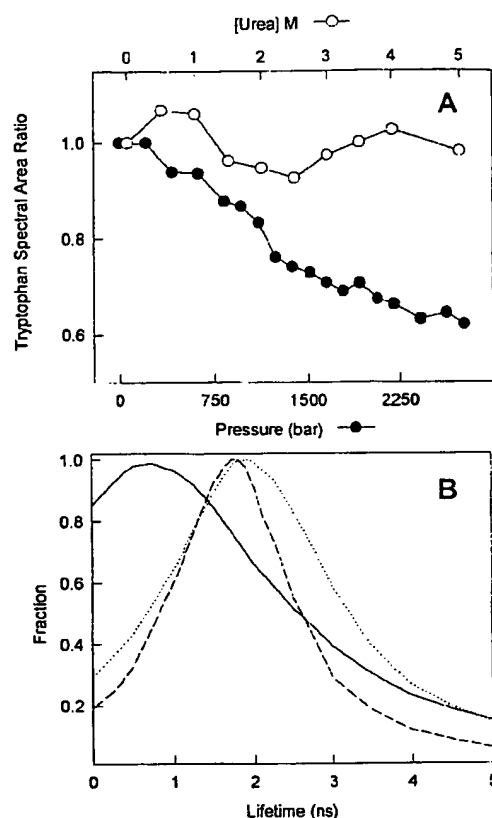 [Urea] M
0 1 2 3 4 5
A
Tryptophan Spectral Area Ratio
1.0
0.8
0.6
0 750 1500 2250
Pressure (bar)
B
Fraction
1.0
0.8
0.6
0.4
0.2
0 1 2 3 4 5
Lifetime (ns)